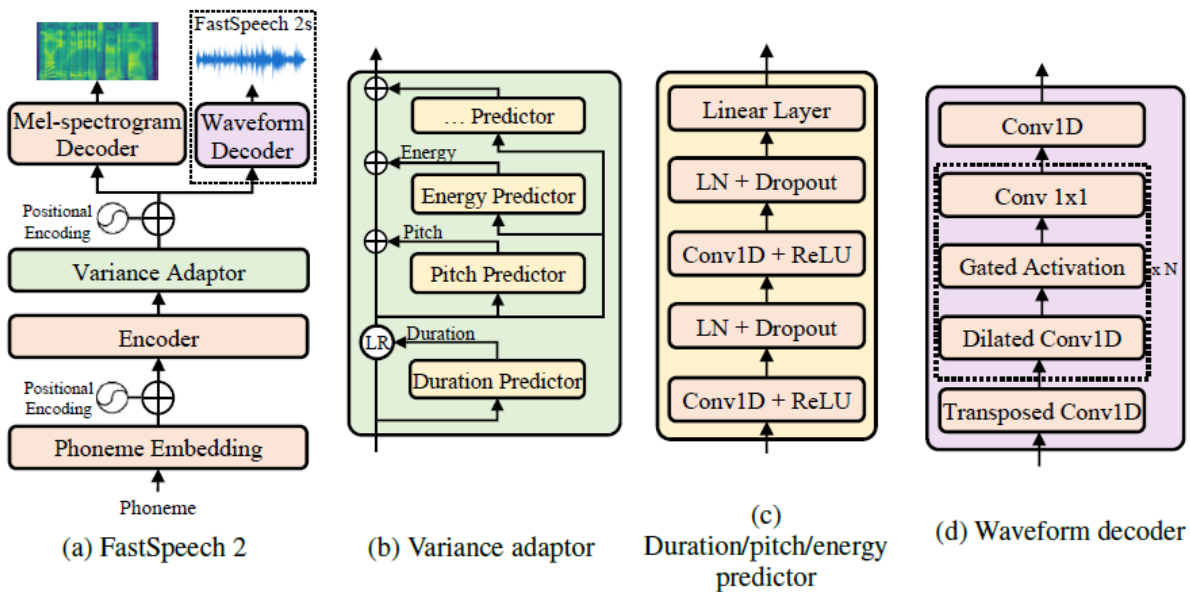 FastSpeech 2s
Mel-spectrogram
Decoder
Waveform
Decoder
Positional
Encoding
Variance Adaptor
Encoder
Positional
Encoding
Phoneme Embedding
Phoneme
(a) FastSpeech 2
... Predictor
Energy
Energy Predictor
Pitch
Pitch Predictor
LR
Duration
Duration Predictor
(b) Variance adaptor
Linear Layer
LN + Dropout
Conv1D + ReLU
LN + Dropout
Conv1D + ReLU
(c)
Duration/pitch/energy
predictor
Conv1D
Conv 1x1
Gated Activation
x N
Dilated Conv1D
Transposed Conv1D
(d) Waveform decoder